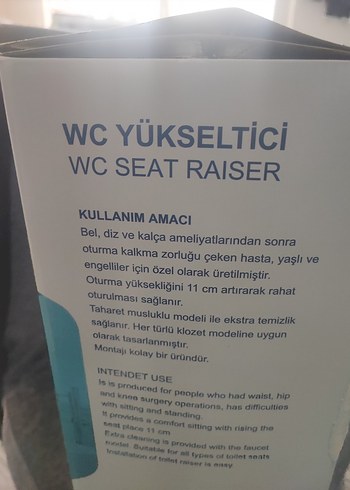 WC YÜKSELTİCİ
WC SEAT RAISER
KULLANIM AMACI
Bel, diz ve kalça ameliyatlarından sonra
oturma kalkma zorluğu çeken hasta, yaşlı ve
engelliler için özel olarak üretilmiştir.
Oturma yüksekliğini 11 cm artırarak rahat
oturulması sağlanır.
Taharet musluklu modeli ile ekstra temizlik
sağlanır. Her türlü klozet modeline uygun
olarak tasarlanmıştır.
Montajı kolay bir üründür.
INTENDET USE
Is is produced for people who had waist, hip
and knee surgery operations, has difficulties
with sitting and standing.
It provides a comfort sitting with rising the
seat place 11 cm
Extra cleaning is provided with the faucet
model. Suitable for all types of toilet seats
Installation of toilet raiser is easy